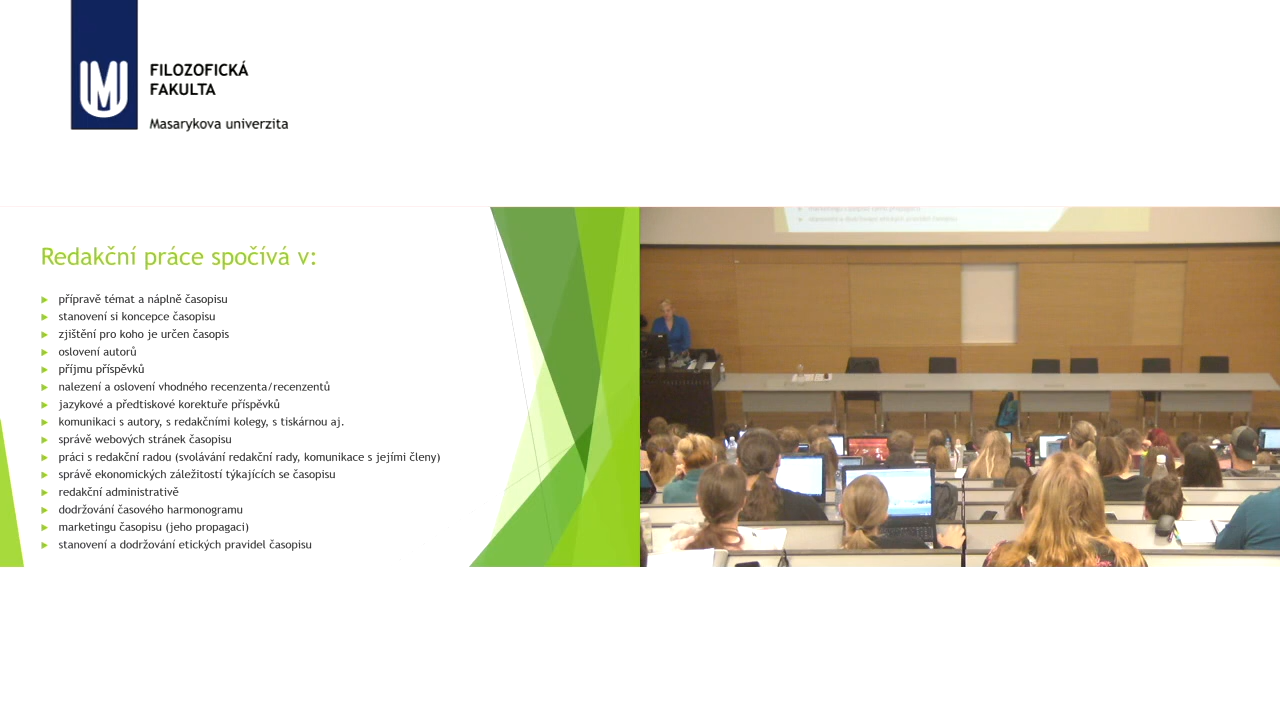 FILOZOFICKÁ
FAKULTA
Masarykova univerzita
Redakční práce spočívá v:
přípravě témat a náplně časopisu
stanovení si koncepce časopisu
zjištění pro koho je určen časopis
oslovení autorů
příjmu příspěvků
nalezení a oslovení vhodného recenzenta/recenzentů
jazykové a předtiskové korektuře příspěvků
komunikaci s autory, s redakčními kolegy, s tiskárnou aj.
správě webových stránek časopisu
práci s redakční radou (svolávání redakční rady, komunikace s jejími členy)
správě ekonomických záležitostí týkajících se časopisu
redakční administrativě
dodržování časového harmonogramu
marketingu časopisu (jeho propagaci)
stanovení a dodržování etických pravidel časopisu